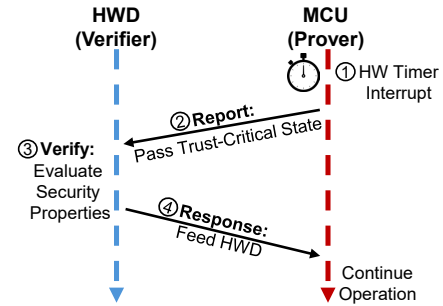 HWD
(Verifier)
MCU
(Prover)
①HW Timer
Interrupt
②Report:
Pass Trust-Critical State
③Verify:
Evaluate
Security
Properties
④Response:
Feed HWD
Continue
Operation